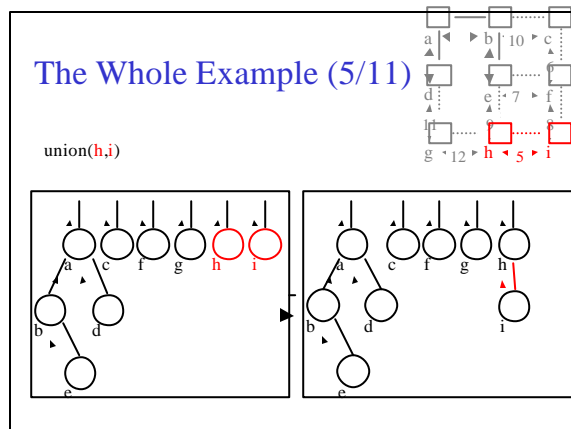 The Whole Example (5/11)
a b 10 c
6
d e 7 f
11 9 8
g 12 h 5 i
union(h,i)
a c f g h i
b d
e
a c f g h
b d i
e